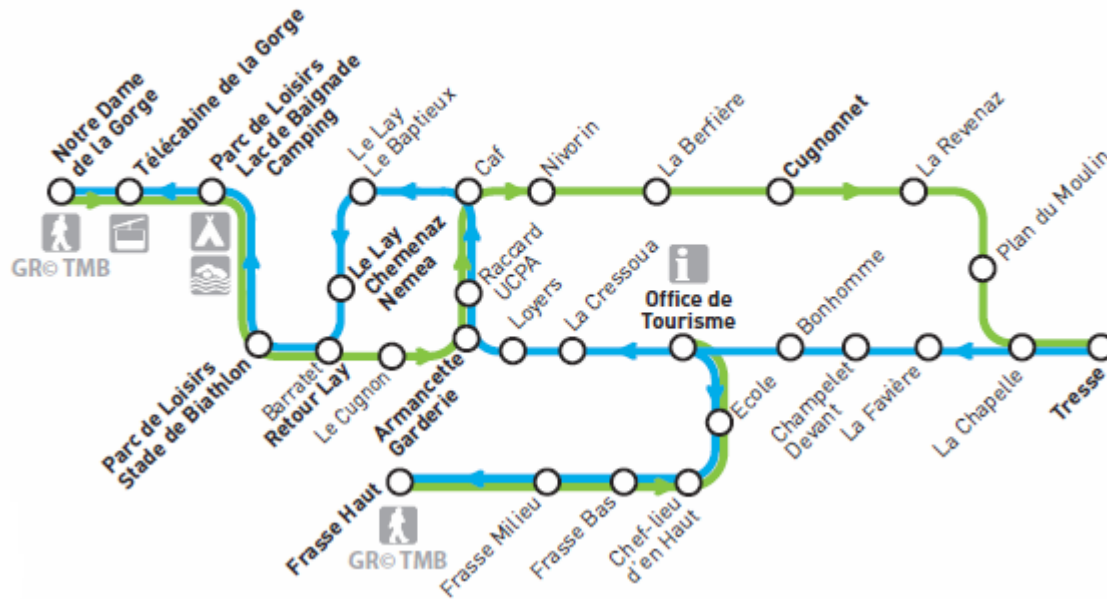 Notre Dame
de la Gorge
Télécabine de la Gorge
Parc de Loisirs
Lac de Baignade
Camping
Le Lay
Le Baptieux
Caf
Nivorin
La Berfière
Cugnonnet
La Revenaz
Plan du Moulin
GR© TMB
Le Lay
Chemenaz
Nemea
Raccard
UCPA
Loyers
La Cressoua
i
Office de
Tourisme
Bonhomme
Parc de Loisirs
Stade de Biathlon
Barratet
Retour Lay
Le Cugnon
Armancette
Garderie
Ecole
Champelet
Devant
La Favière
La Chapelle
Tresse
Frasse Haut
GR© TMB
Frasse Milieu
Frasse Bas
Chef-lieu
d'en Haut